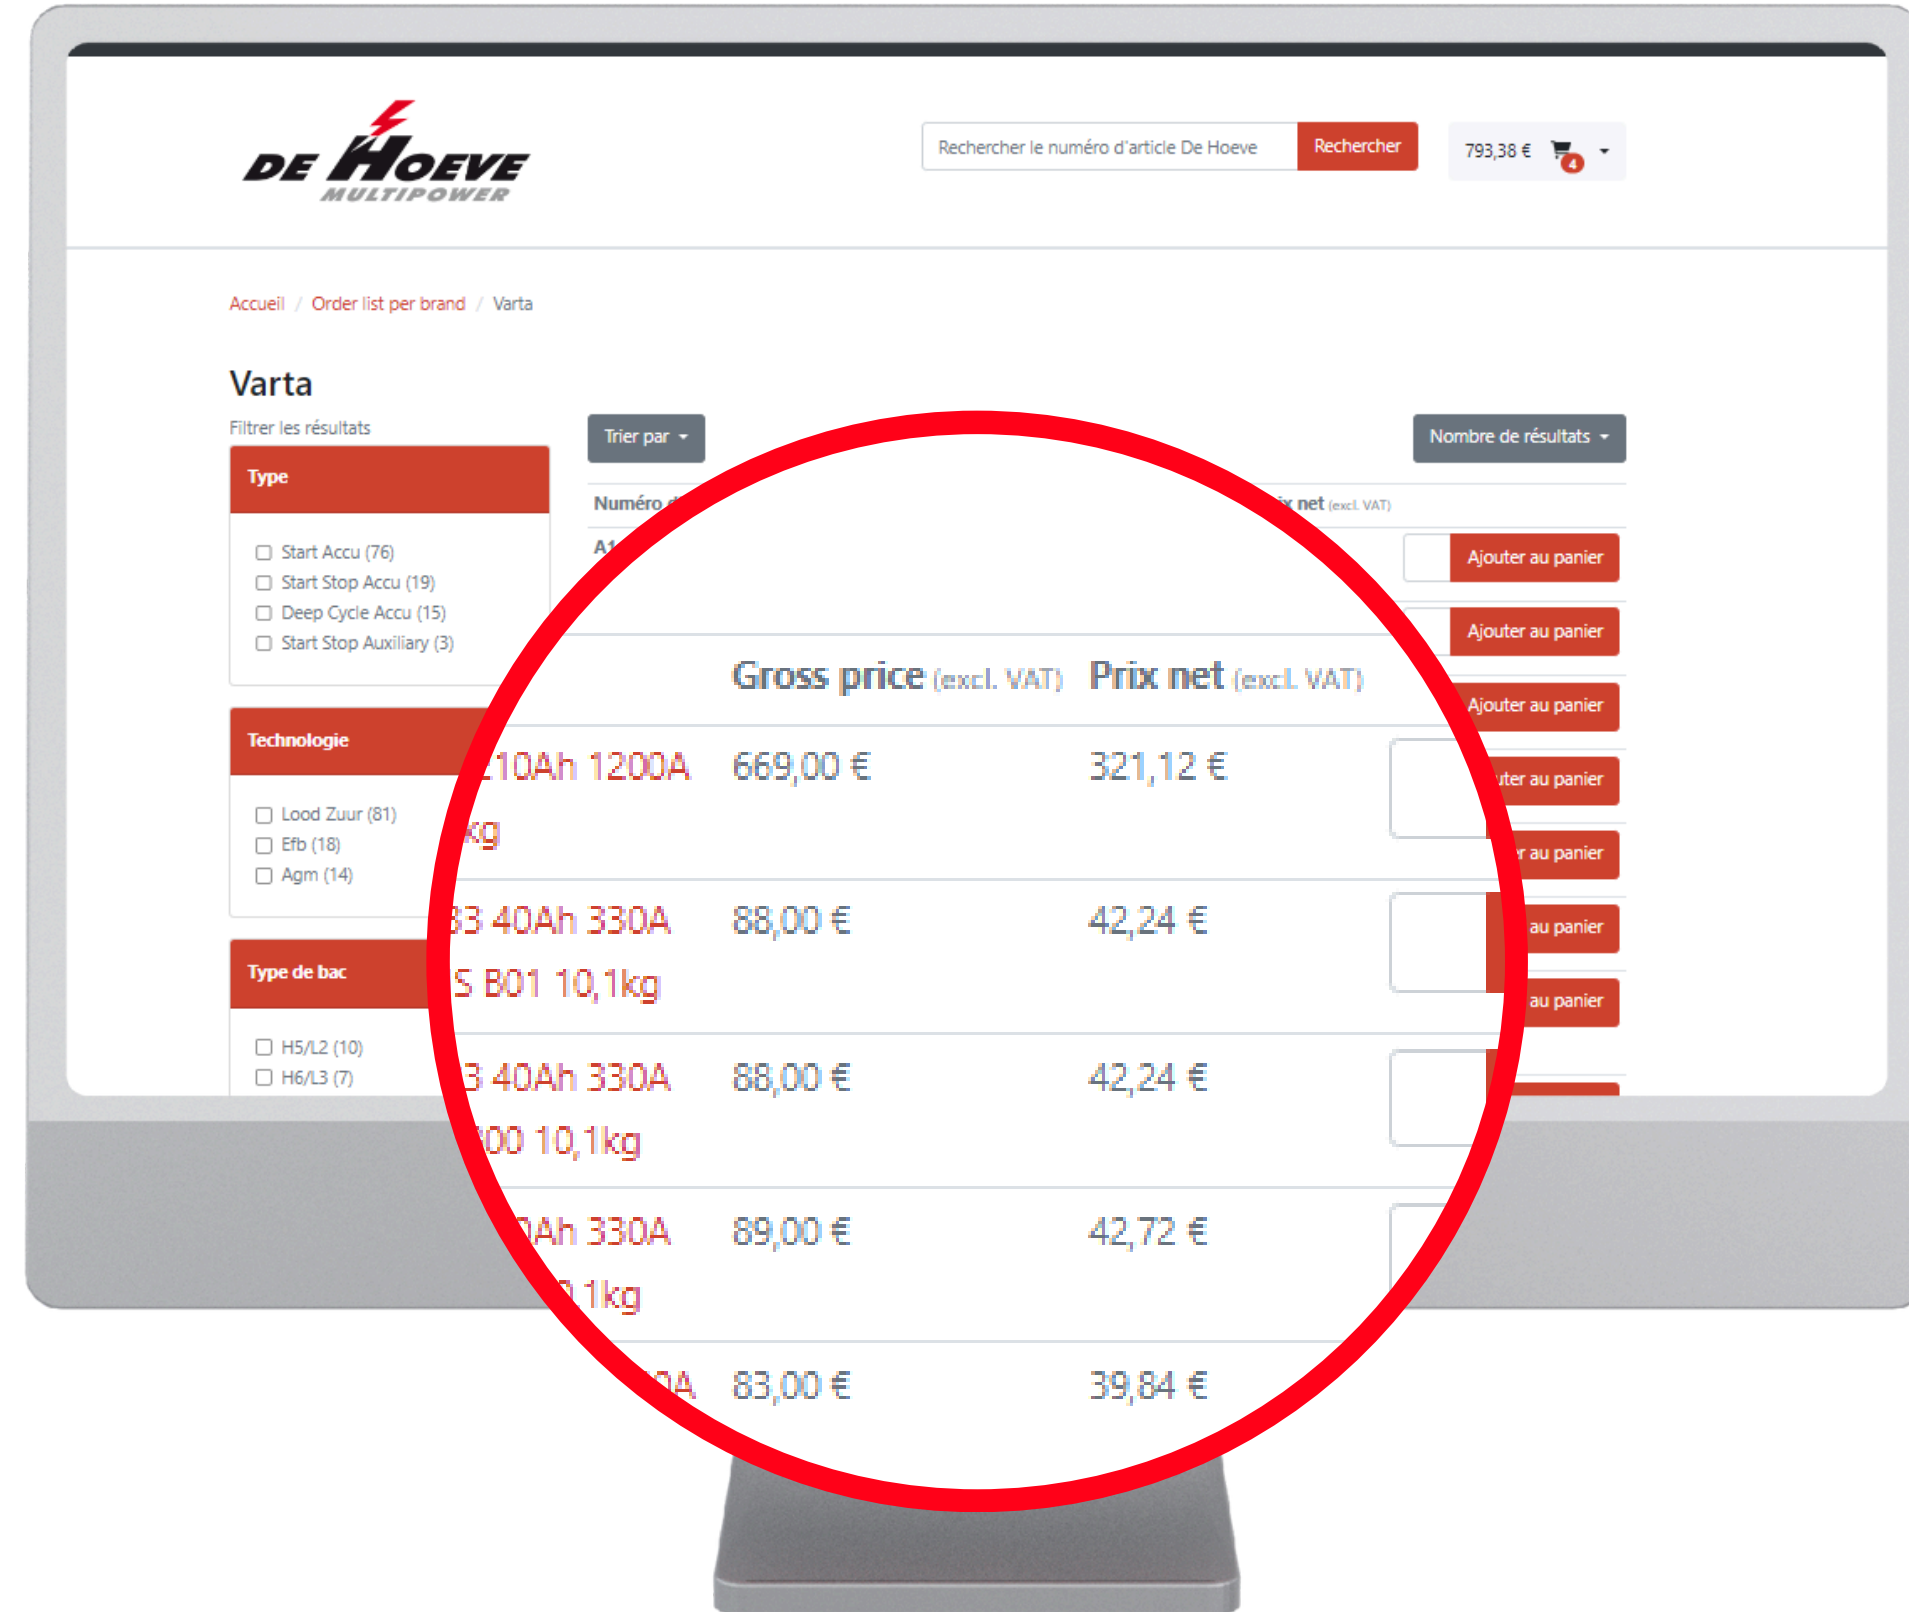 DE HOEVE
MULTIPOWER
Rechercher le numéro d'article De Hoeve
Rechercher
793,38 €
4
Accueil / Order list per brand / Varta
Varta
Filtrer les résultats
Trier par
Nombre de résultats
Type
Numéro
net (excl. VAT)
Start Accu (76)
Start Stop Accu (19)
Deep Cycle Accu (15)
Start Stop Auxiliary (3)
Ajouter au panier
Ajouter au panier
Ajouter au panier
au panier
au panier
au panier
au panier
Technologie
Lood Zuur (81)
Efb (18)
Agm (14)
Type de bac
H5/L2 (10)
H6/L3 (7)
Gross price (excl. VAT) Prix net (excl. VAT)
210Ah 1200A 669,00 € 321,12 €
kg
33 40Ah 330A 88,00 € 42,24 €
S B01 10,1kg
3 40Ah 330A 88,00 € 42,24 €
00 10,1kg
0Ah 330A 89,00 € 42,72 €
,1kg
0A 83,00 € 39,84 €